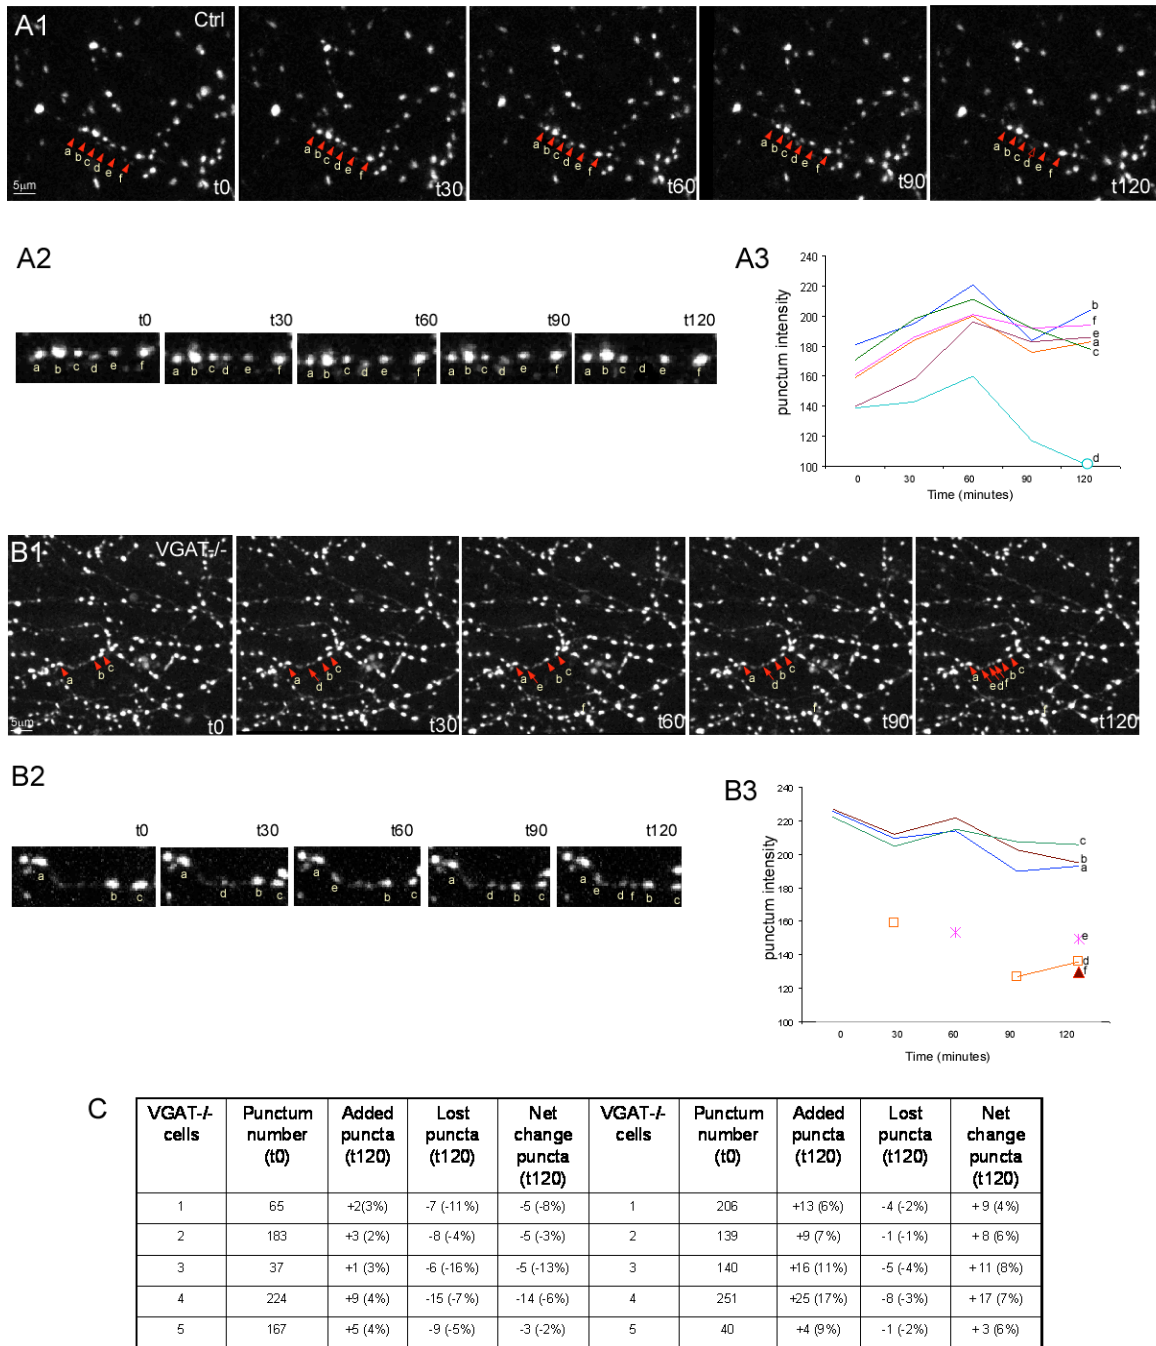 A1 Ctrl
a b c d e f
5µm t0
a b c d e f
t30
a b c d e f
t60
a b c d e f
t90
a b c d e f
t120
A2
t0 t30 t60 t90 t120
a b c d e f
a b c d e f
a b c d e f
a b c d e f
a b c d e f
A3
punctum intensity
240
220
200
180
160
140
120
100
0 30 60 90 120
Time (minutes)
b
f
e
a
c
d
B1 VGAT-/-
a b c
5µm t0
a d b c
t30
a e b c
f
t60
a d b c
f
t90
a e d f b c
f
t120
B2
t0 t30 t60 t90 t120
a b c
a d b c
a e b c
a d b c
a e d f b c
B3
punctum intensity
240
220
200
180
160
140
120
100
0 30 60 90 120
Time (minutes)
c
b
a
e
d
f
C
VGAT-/- cells Punctum number (t0) Added puncta (t120) Lost puncta (t120) Net change puncta (t120) VGAT-/- cells Punctum number (t0) Added puncta (t120) Lost puncta (t120) Net change puncta (t120)
1 65 +2(3%) -7 (-11%) -5 (-8%) 1 206 +13 (6%) -4 (-2%) + 9 (4%)
2 183 +3 (2%) -8 (-4%) -5 (-3%) 2 139 +9 (7%) -1 (-1%) + 8 (6%)
3 37 +1 (3%) -6 (-16%) -5 (-13%) 3 140 +16 (11%) -5 (-4%) + 11 (8%)
4 224 +9 (4%) -15 (-7%) -14 (-6%) 4 251 +25 (17%) -8 (-3%) + 17 (7%)
5 167 +5 (4%) -9 (-5%) -3 (-2%) 5 40 +4 (9%) -1 (-2%) + 3 (6%)